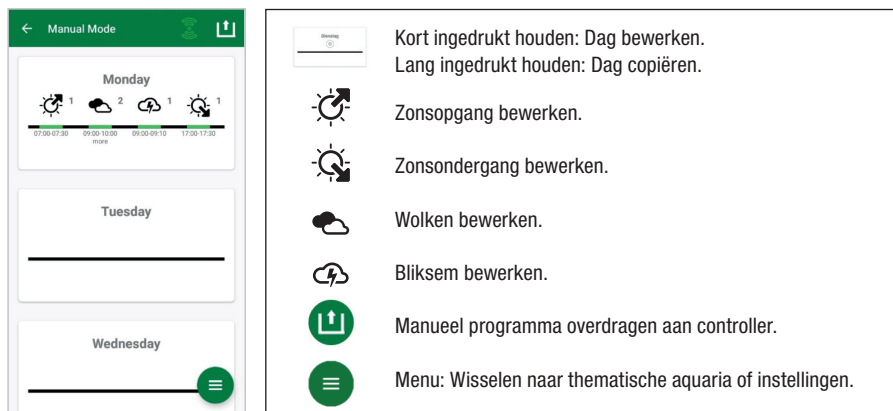 Manual Mode
Monday
1 2 1 1
07:00-07:30 09:00-10:00 09:00-09:10 17:00-17:30
more
Tuesday
Wednesday
Dienstag
Kort ingedrukt houden: Dag bewerken.
Lang ingedrukt houden: Dag copiëren.
Zonsopgang bewerken.
Zonsondergang bewerken.
Wolken bewerken.
Bliksem bewerken.
Manueel programma overdragen aan controller.
Menu: Wisselen naar thematische aquaria of instellingen.